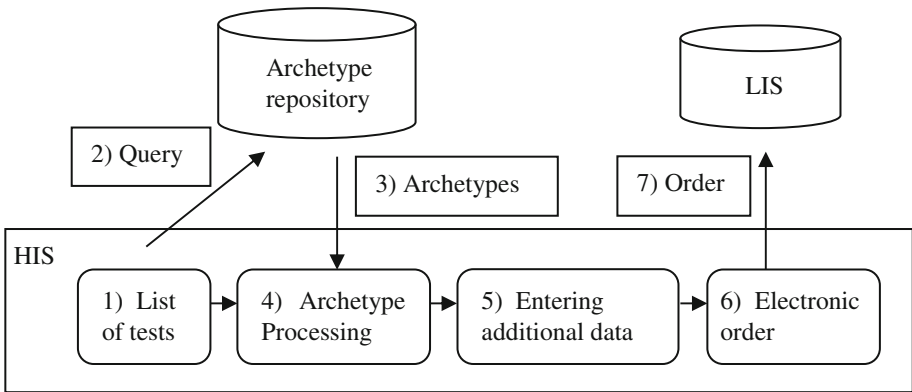 Archetype
repository
LIS
2) Query
3) Archetypes
7) Order
HIS
1) List
of tests
4) Archetype
Processing
5) Entering
additional data
6) Electronic
order